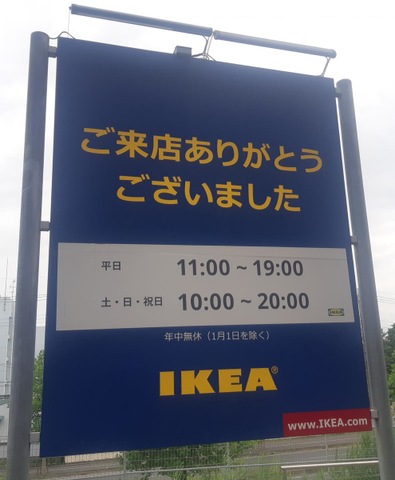 ご来店ありがとう
ございました
平日 11:00 ~ 19:00
土・日・祝日 10:00 ~ 20:00
IKEA
年中無休（1月1日を除く）
IKEA®
www.IKEA.com